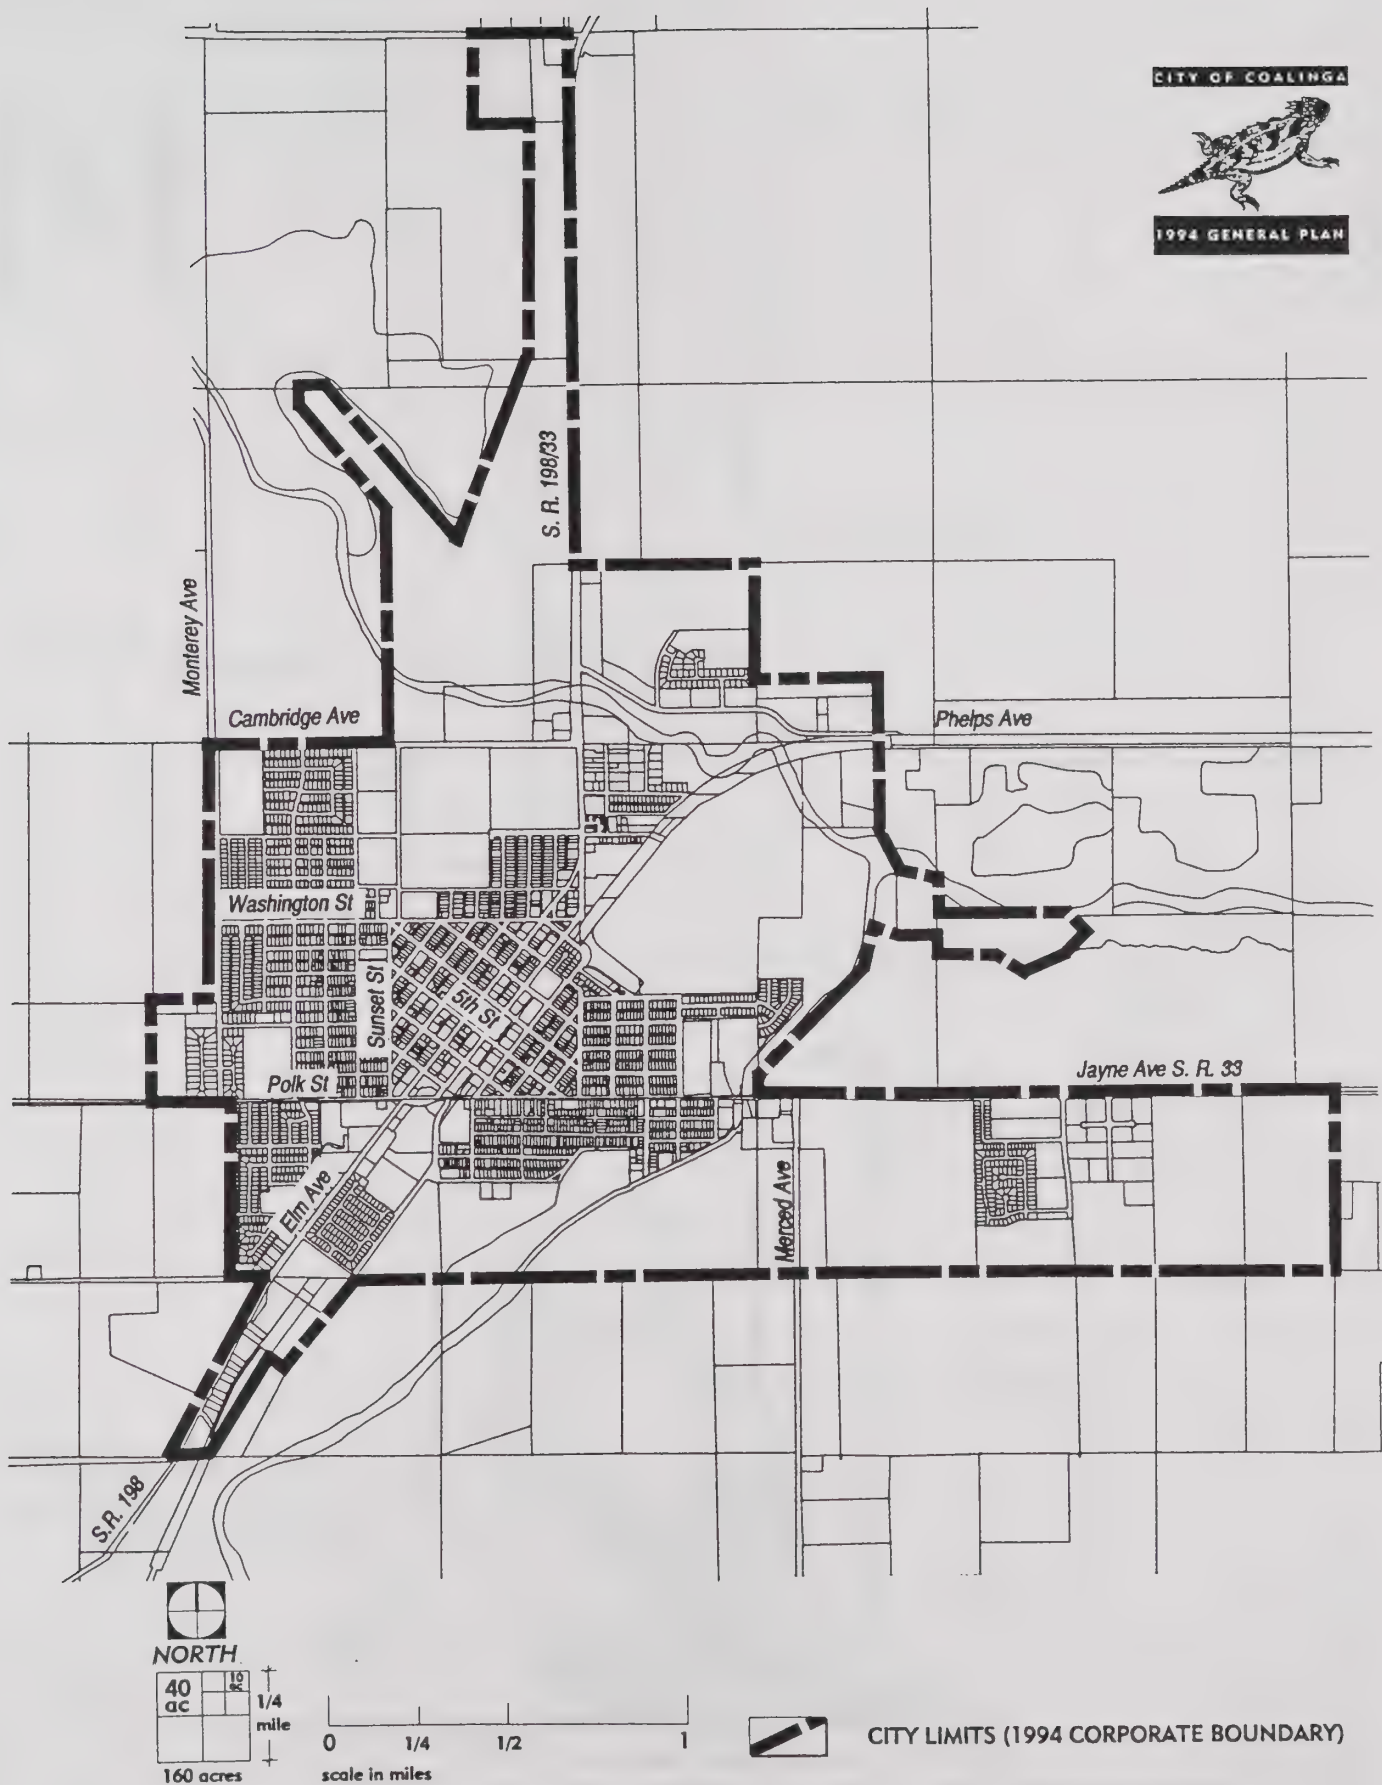 CITY OF COALINGA
1994 GENERAL PLAN
S. R. 198/33
Monterey Ave
Cambridge Ave
Phelps Ave
Washington St
Sunset St
5th St
Polk St
Jayne Ave S. R. 33
Elm Ave
Merced Ave
S.R. 198
NORTH
40
ac
10
ac
1/4
mile
160 acres
0 1/4 1/2 1
scale in miles
CITY LIMITS (1994 CORPORATE BOUNDARY)